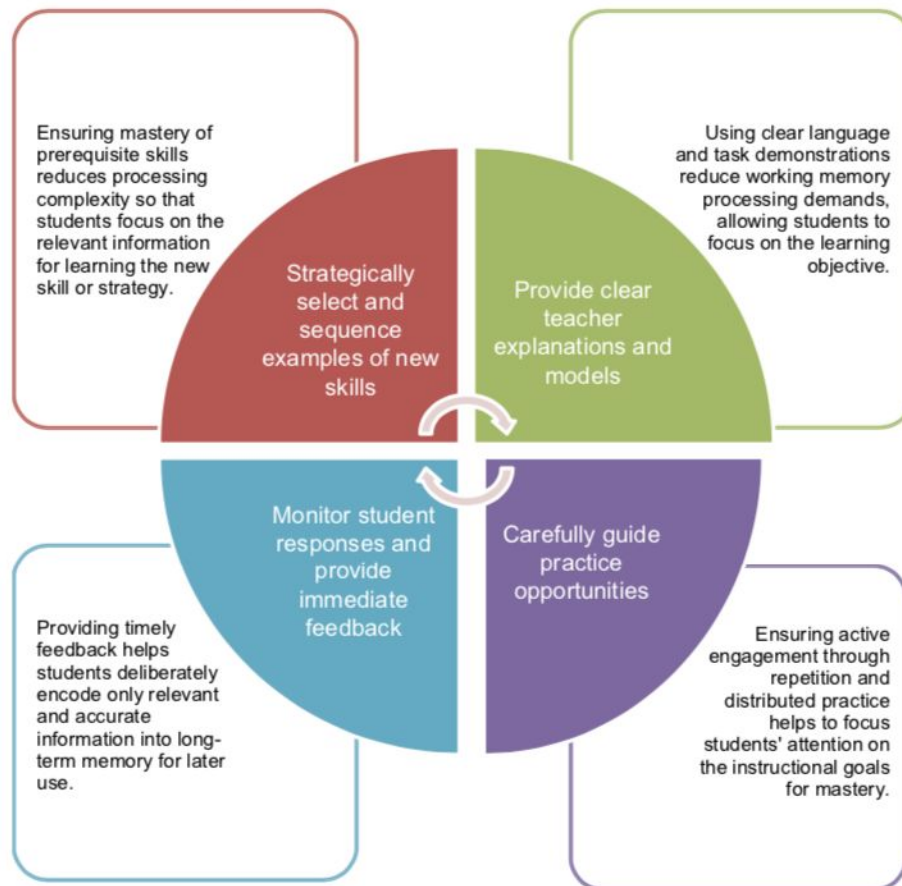 Ensuring mastery of
prerequisite skills
reduces processing
complexity so that
students focus on the
relevant information
for learning the new
skill or strategy.
Strategically
select and
sequence
examples of new
skills
Provide clear
teacher
explanations and
models
Using clear language
and task demonstrations
reduce working memory
processing demands,
allowing students to
focus on the learning
objective.
Providing timely
feedback helps
students deliberately
encode only relevant
and accurate
information into long-
term memory for later
use.
Monitor student
responses and
provide
immediate
feedback
Carefully guide
practice
opportunities
Ensuring active
engagement through
repetition and
distributed practice
helps to focus
students' attention on
the instructional goals
for mastery.